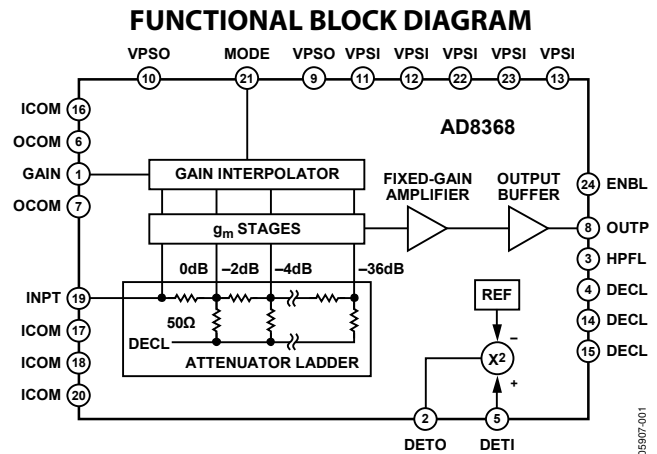 FUNCTIONAL BLOCK DIAGRAM
VPSO MODE VPSO VPSI VPSI VPSI VPSI VPSI
10 21 9 11 12 22 23 13
ICOM 16
AD8368
OCOM 6
GAIN 1
GAIN INTERPOLATOR
FIXED-GAIN
AMPLIFIER
OUTPUT
BUFFER
24 ENBL
OCOM 7
gm STAGES
8 OUTP
3 HPFL
0dB –2dB –4dB –36dB
INPT 19
REF
4 DECL
50Ω
14 DECL
ICOM 17
DECL
–
X2
15 DECL
ICOM 18
ATTENUATOR LADDER
+
ICOM 20
2 5
DETO DETI
05907-001